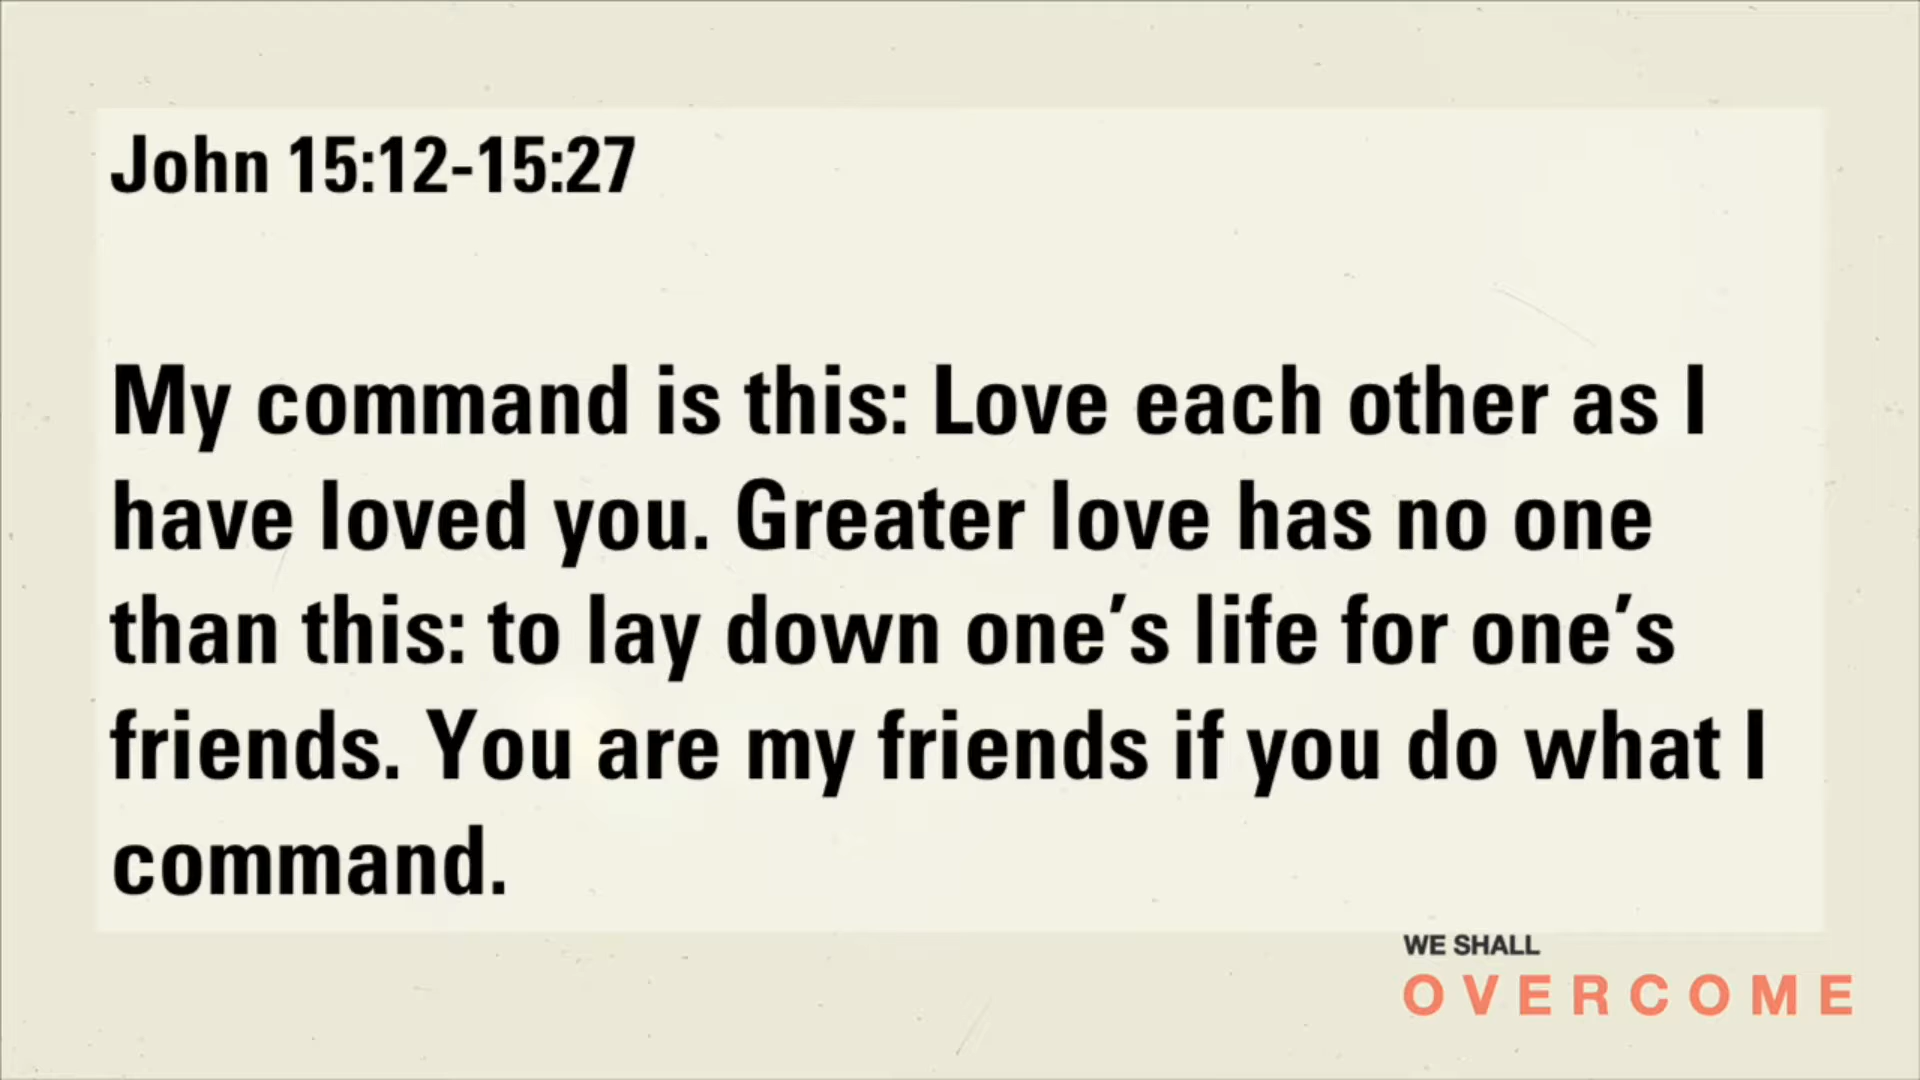 John 15:12-15:27
My command is this: Love each other as I
have loved you. Greater love has no one
than this: to lay down one’s life for one’s
friends. You are my friends if you do what I
command.
WE SHALL
OVERCOME